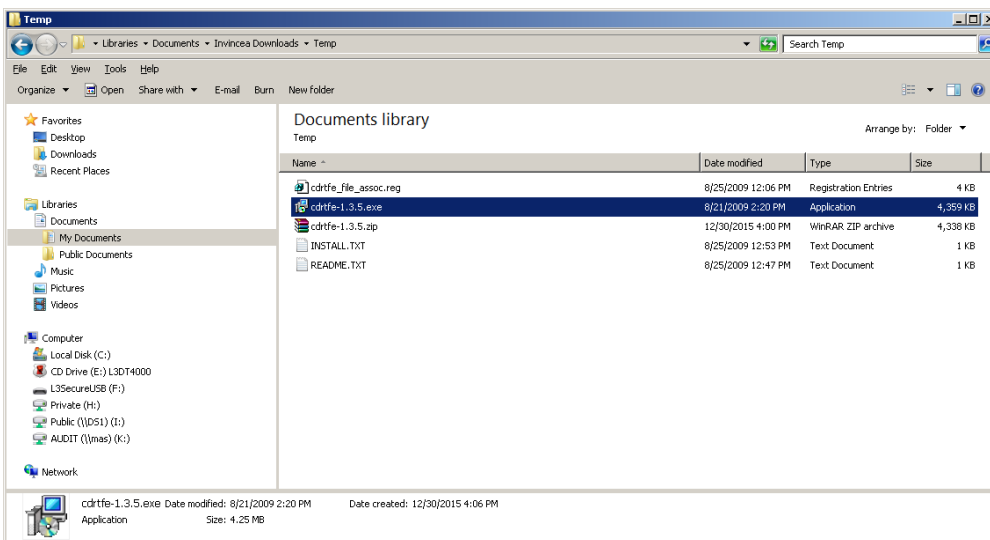 Temp
Libraries Documents Invincea Downloads Temp Search Temp
File Edit View Tools Help
Organize Open Share with E-mail Burn New folder
Favorites
Desktop
Downloads
Recent Places
Libraries
Documents
My Documents
Public Documents
Music
Pictures
Videos
Computer
Local Disk (C:)
CD Drive (E:) L3DT4000
L3SecureUSB (F:)
Private (H:)
Public (\\DS1) (I:)
AUDIT (\\mas) (K:)
Network
Documents library
Temp
Arrange by: Folder
Name Date modified Type Size
cdrtfe_file_assoc.reg 8/25/2009 12:06 PM Registration Entries 4 KB
cdrtfe-1.3.5.exe 8/21/2009 2:20 PM Application 4,359 KB
cdrtfe-1.3.5.zip 12/30/2015 4:00 PM WinRAR ZIP archive 4,338 KB
INSTALL.TXT 8/25/2009 12:53 PM Text Document 1 KB
README.TXT 8/25/2009 12:47 PM Text Document 1 KB
cdrtfe-1.3.5.exe Date modified: 8/21/2009 2:20 PM Date created: 12/30/2015 4:06 PM
Application Size: 4.25 MB